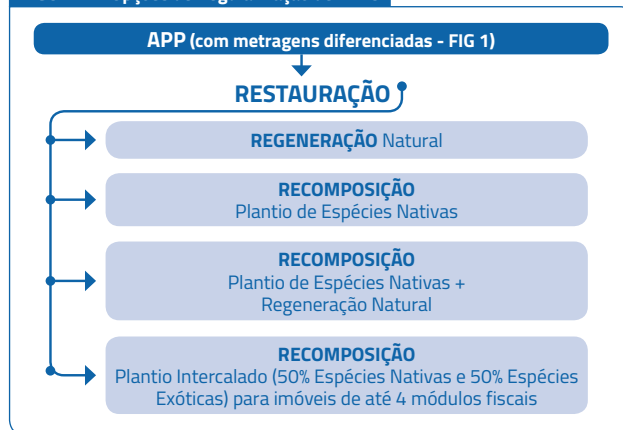 APP (com metragens diferenciadas - FIG 1)
RESTAURAÇÃO
REGENERAÇÃO Natural
RECOMPOSIÇÃO
Plantio de Espécies Nativas
RECOMPOSIÇÃO
Plantio de Espécies Nativas +
Regeneração Natural
RECOMPOSIÇÃO
Plantio Intercalado (50% Espécies Nativas e 50% Espécies
Exóticas) para imóveis de até 4 módulos fiscais